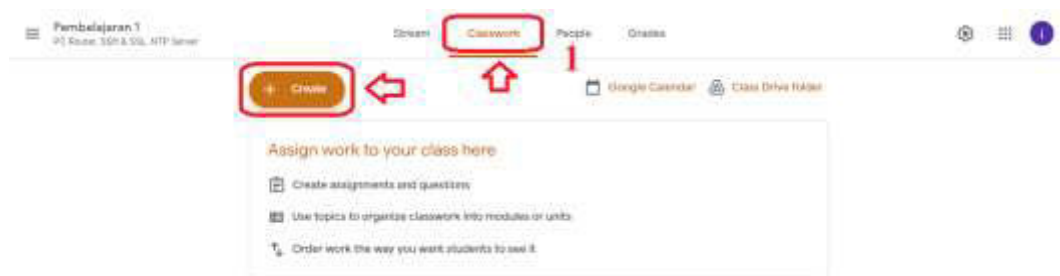 Pembelajaran 1
PC Router, SSH & SSL, NTP Server
Stream Classwork People Grades
1
+ Create
Google Calendar Class Drive folder
Assign work to your class here
Create assignments and questions
Use topics to organize classwork into modules or units
Order work the way you want students to see it